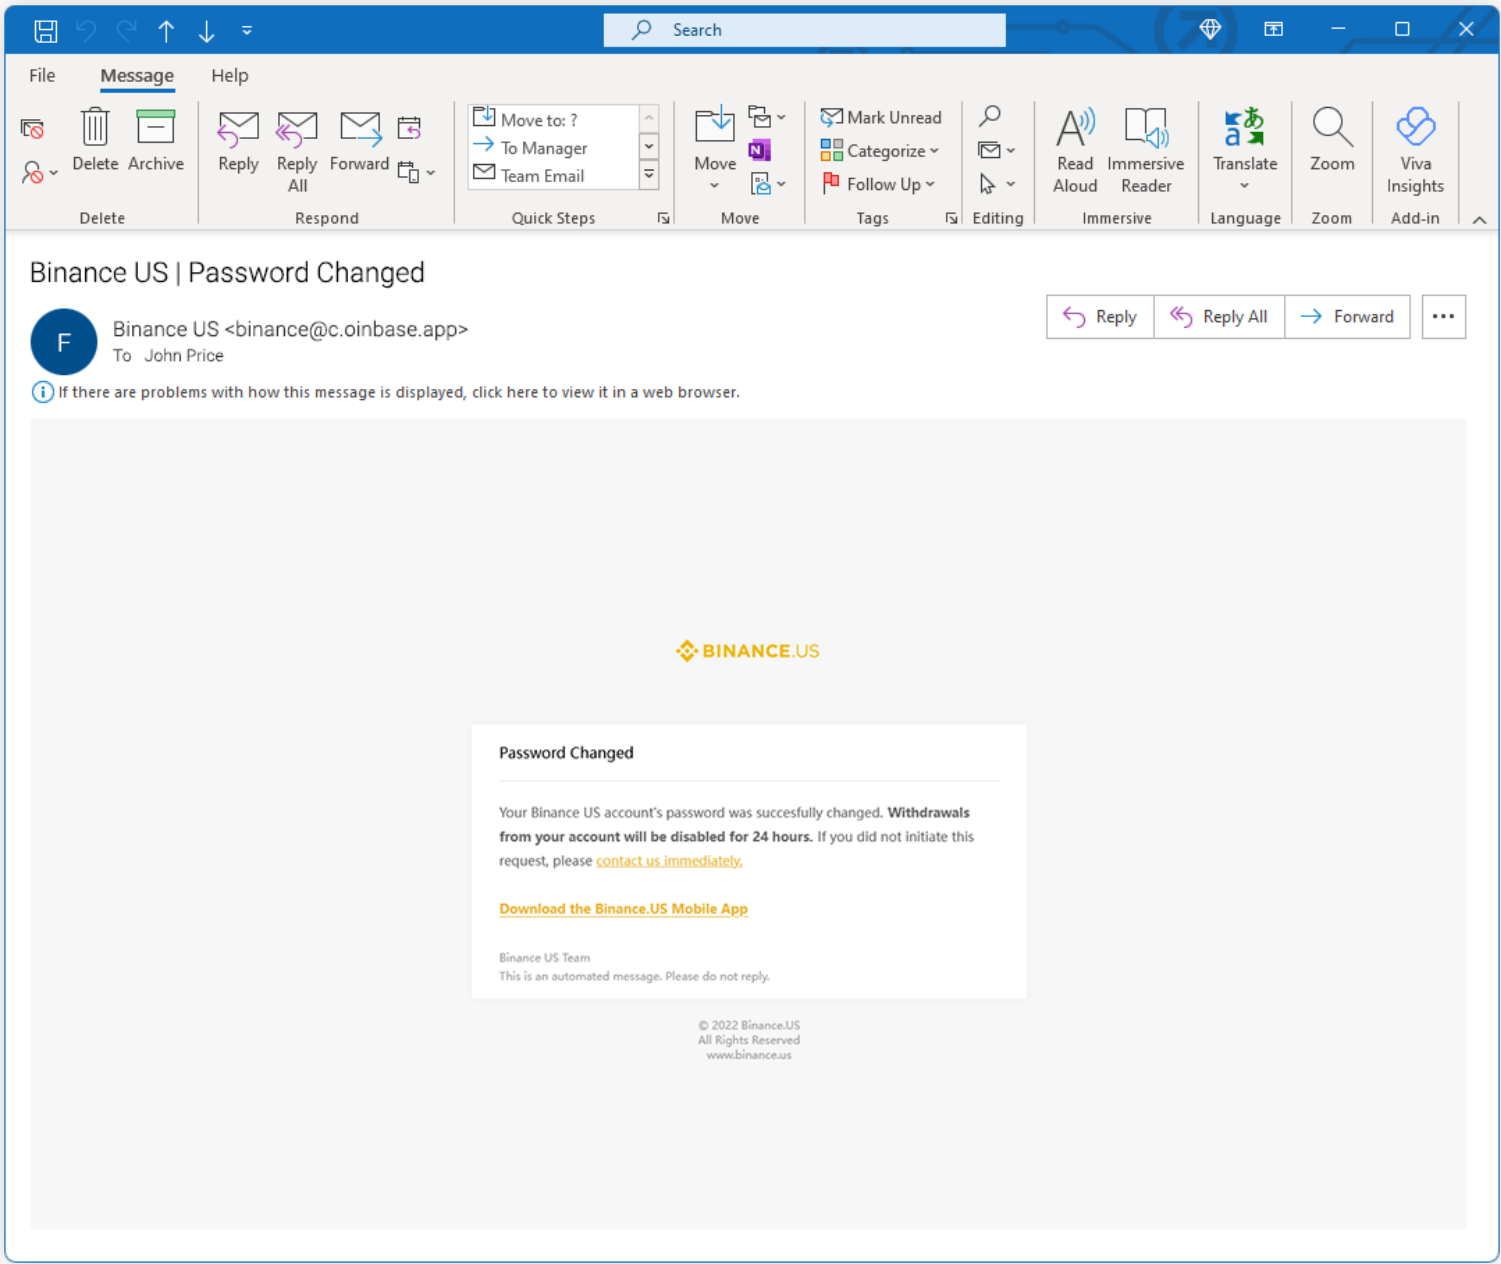 Search
File Message Help
Delete Archive
Reply Reply All Forward
Move to: ?
To Manager
Team Email
Move
Mark Unread
Categorize
Follow Up
Read Aloud
Immersive Reader
Translate
Zoom
Viva Insights
Delete Respond Quick Steps Move Tags Editing Immersive Language Zoom Add-in
Binance US | Password Changed
F
Binance US <binance@c.oinbase.app>
To John Price
Reply Reply All Forward
If there are problems with how this message is displayed, click here to view it in a web browser.
BINANCE.US
Password Changed
Your Binance US account's password was succesfully changed. Withdrawals
from your account will be disabled for 24 hours. If you did not initiate this
request, please contact us immediately.
Download the Binance.US Mobile App
Binance US Team
This is an automated message. Please do not reply.
© 2022 Binance.US
All Rights Reserved
www.binance.us